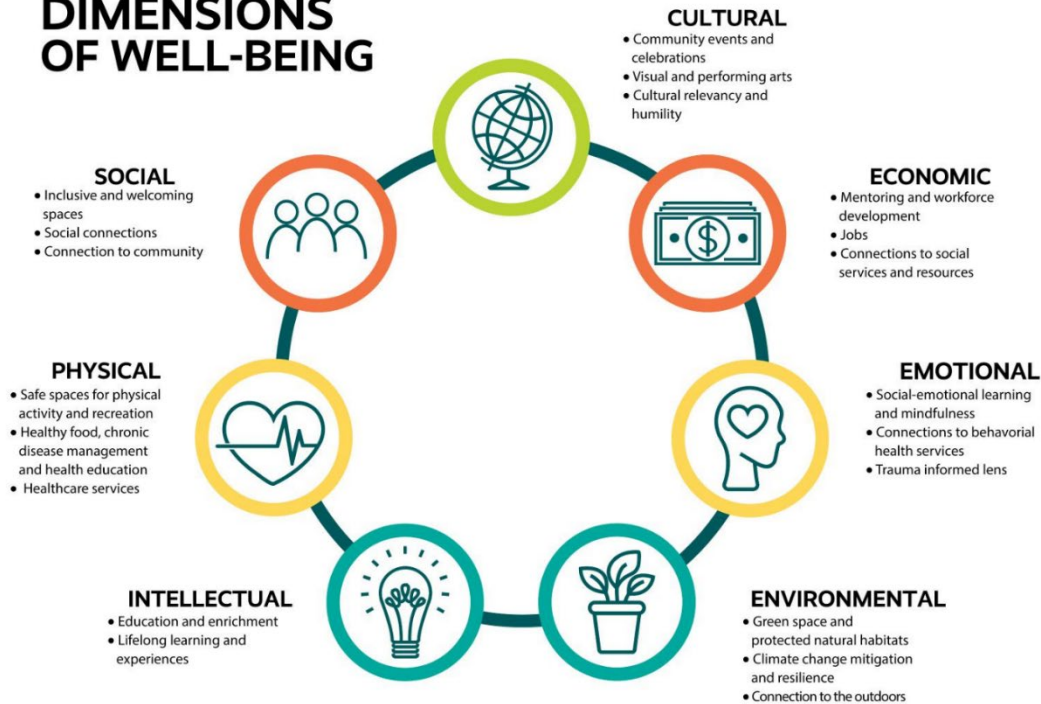 DIMENSIONS
OF WELL-BEING
CULTURAL
• Community events and
celebrations
• Visual and performing arts
• Cultural relevancy and
humility
ECONOMIC
• Mentoring and workforce
development
• Jobs
• Connections to social
services and resources
EMOTIONAL
• Social-emotional learning
and mindfulness
• Connections to behavorial
health services
• Trauma informed lens
ENVIRONMENTAL
• Green space and
protected natural habitats
• Climate change mitigation
and resilience
• Connection to the outdoors
INTELLECTUAL
• Education and enrichment
• Lifelong learning and
experiences
PHYSICAL
• Safe spaces for physical
activity and recreation
• Healthy food, chronic
disease management
and health education
• Healthcare services
SOCIAL
• Inclusive and welcoming
spaces
• Social connections
• Connection to community
$